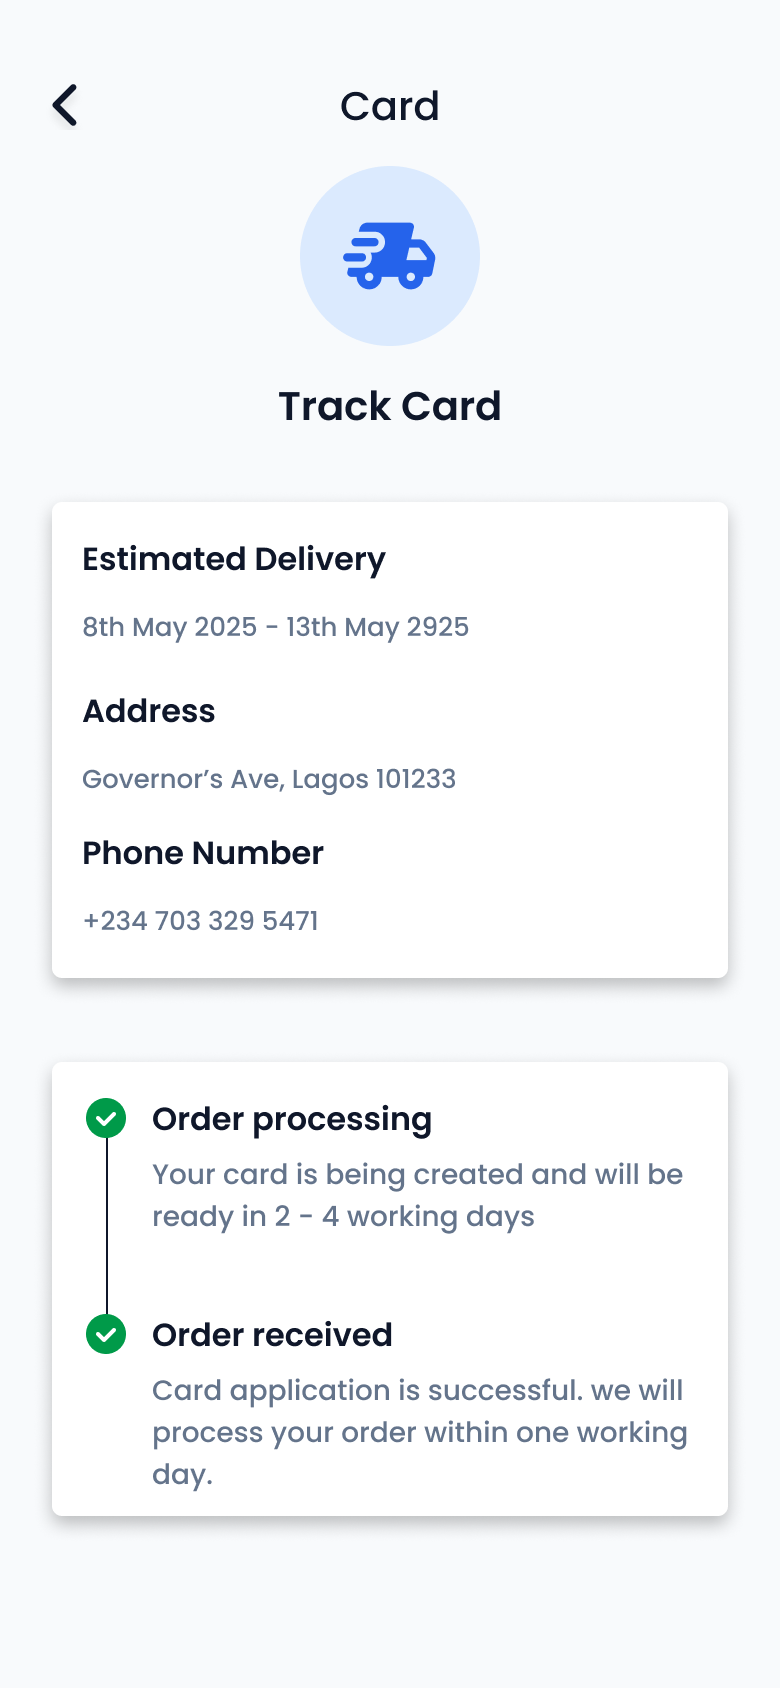 Card
Track Card
Estimated Delivery
8th May 2025 - 13th May 2925
Address
Governor’s Ave, Lagos 101233
Phone Number
+234 703 329 5471
Order processing
Your card is being created and will be
ready in 2 - 4 working days
Order received
Card application is successful. we will
process your order within one working
day.